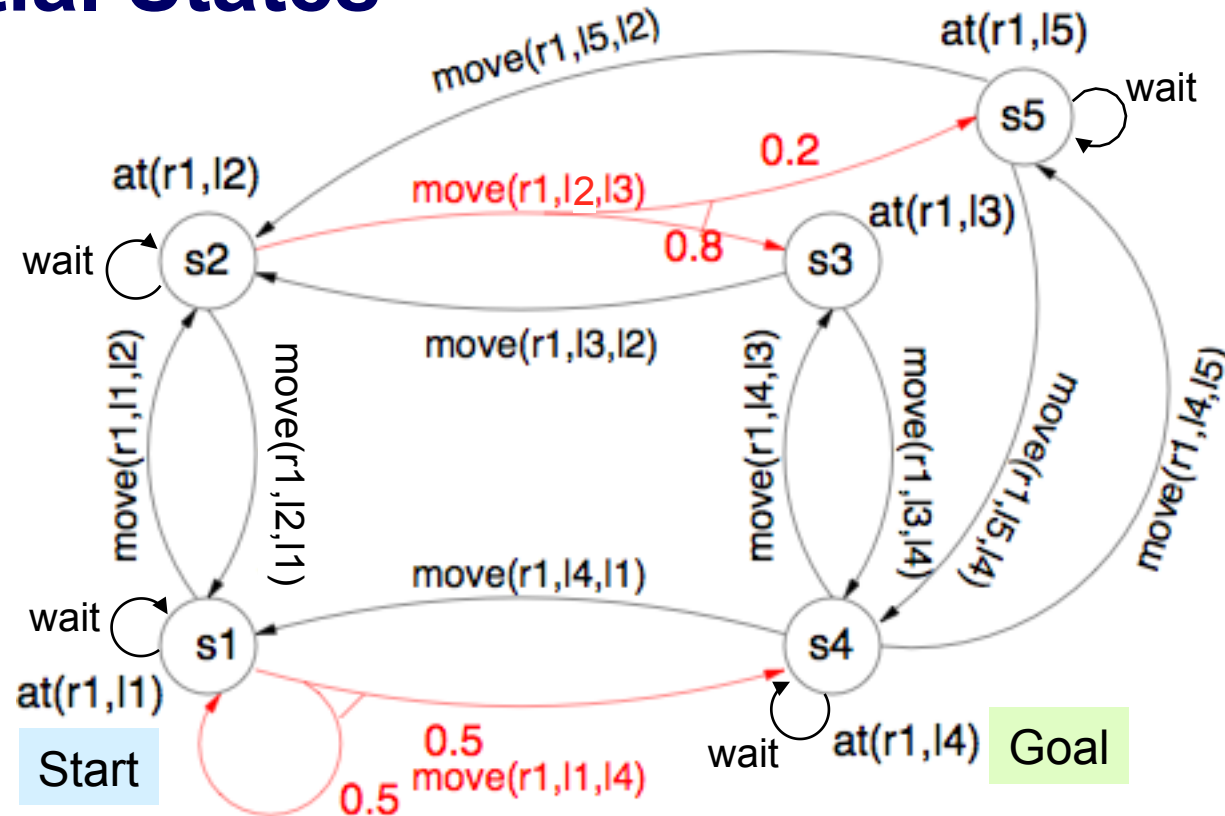 tial States
move(r1,l5,l2)
at(r1,l5)
wait
s5
0.2
at(r1,l2)
move(r1,l2,l3)
at(r1,l3)
wait
s2
0.8
s3
move(r1,l3,l2)
move(r1,l1,l2)
move(r1,l2,l1)
move(r1,l4,l3)
move(r1,l3,l4)
move(r1,l5,l4)
move(r1,l4,l5)
move(r1,l4,l1)
wait
s1
s4
at(r1,l1)
0.5
wait
at(r1,l4)
Goal
Start
move(r1,l1,l4)
0.5